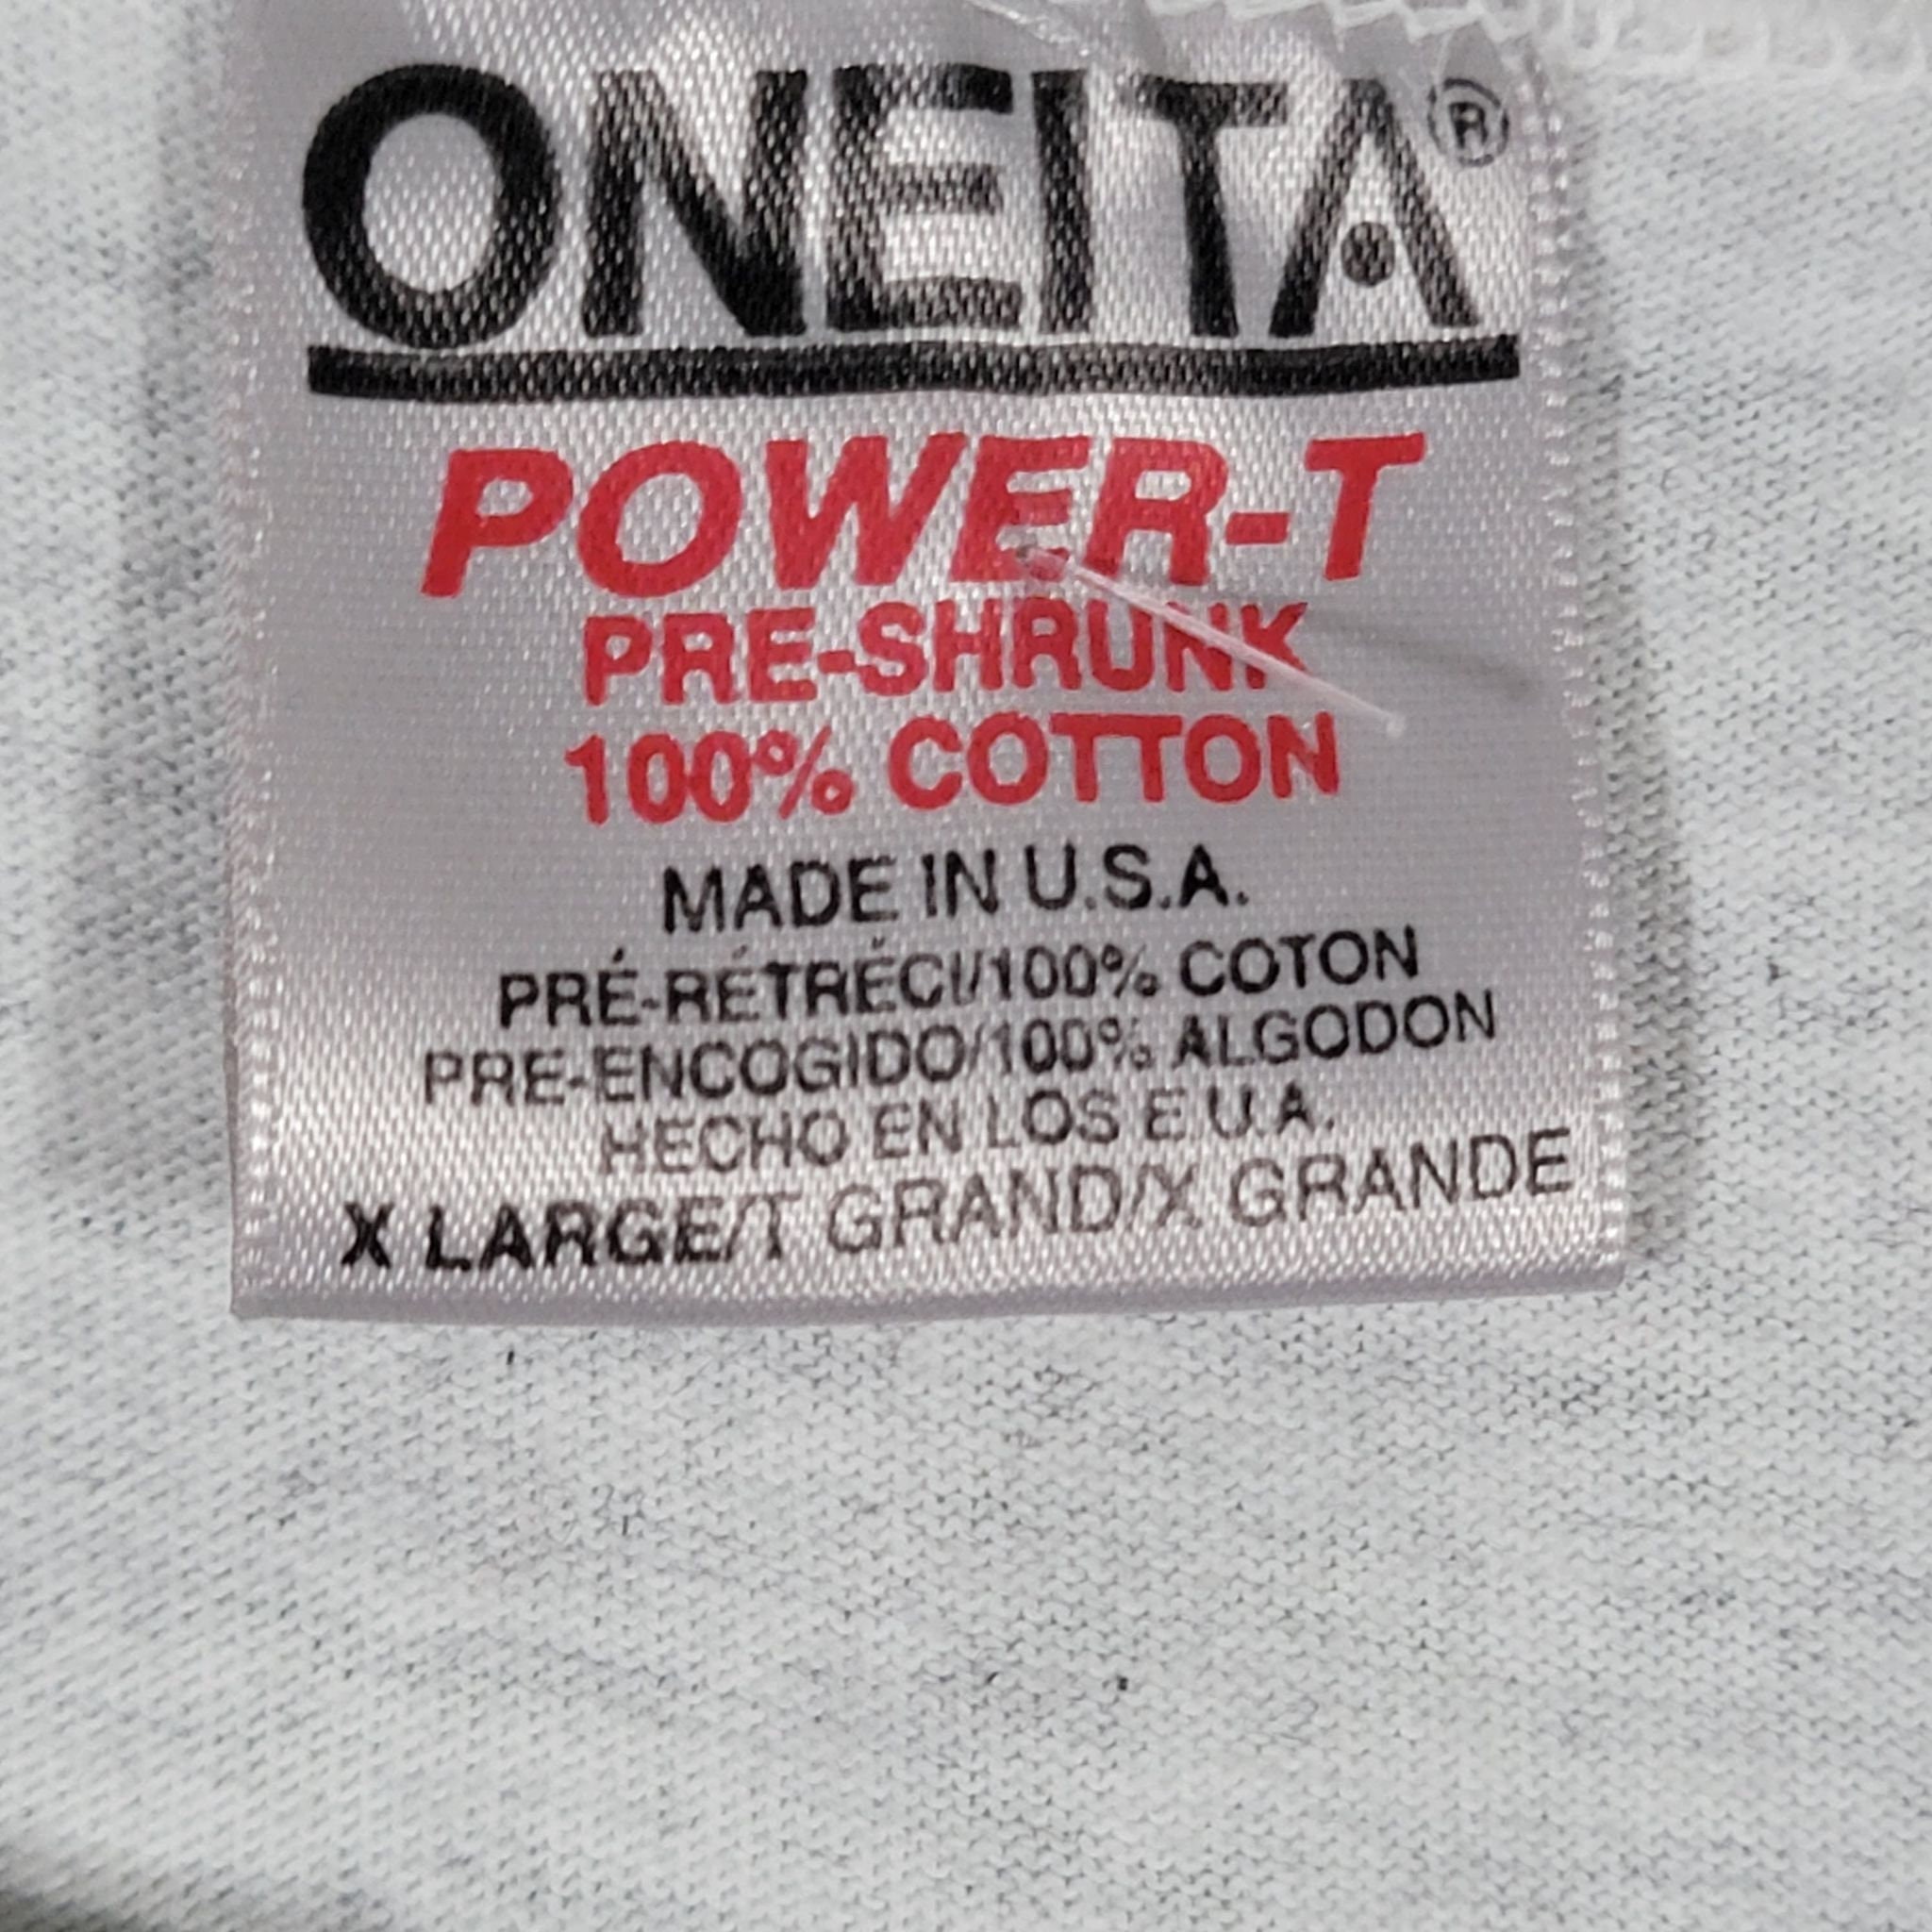 ONEITA®
POWER-T
PRE-SHRUNK
100% COTTON
MADE IN U.S.A.
PRÉ-RÉTRÉCI/100% COTON
PRE-ENCOGIDO/100% ALGODON
HECHO EN LOS E.U.A.
X LARGE/T GRAND/X GRANDE